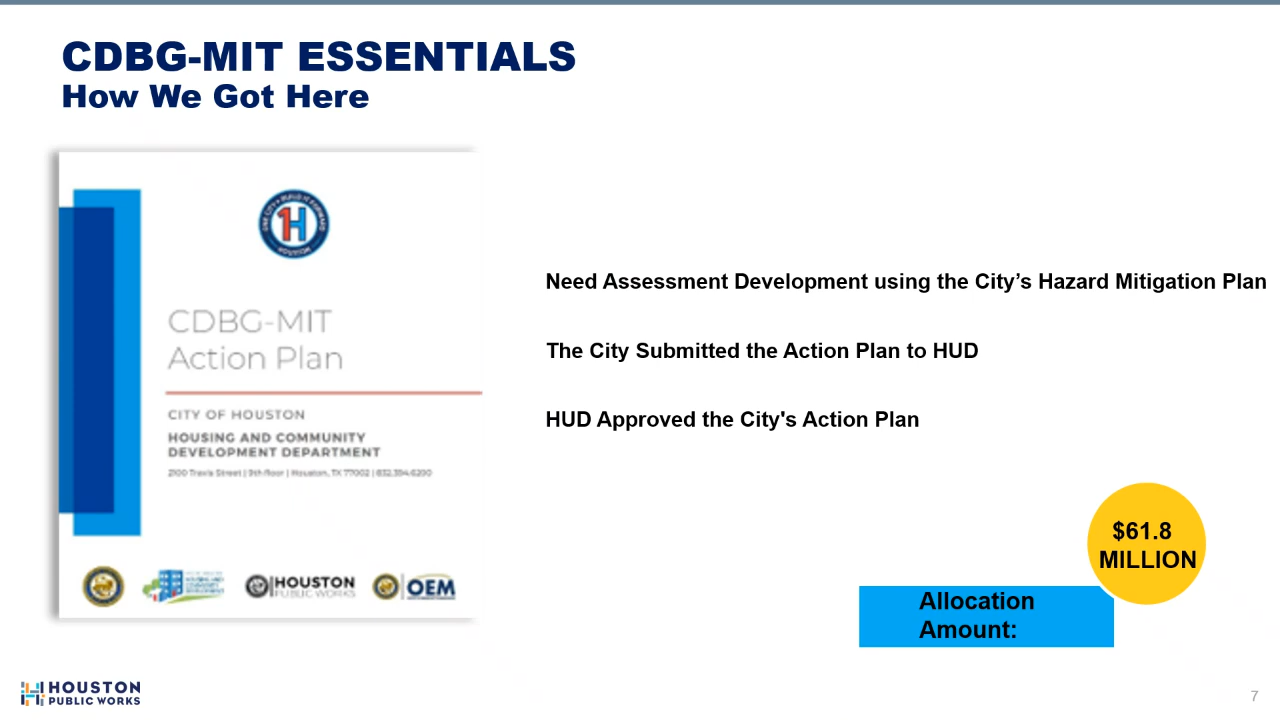 CDBG-MIT ESSENTIALS
How We Got Here
CDBG-MIT
Action Plan
CITY OF HOUSTON
HOUSING AND COMMUNITY
DEVELOPMENT DEPARTMENT
2100 Travis Street | 9th floor | Houston, TX 77002 | 832.394.6200
HOUSTON
PUBLIC WORKS
OEM
Need Assessment Development using the City’s Hazard Mitigation Plan
The City Submitted the Action Plan to HUD
HUD Approved the City's Action Plan
$61.8
MILLION
Allocation
Amount:
HOUSTON
PUBLIC WORKS
7